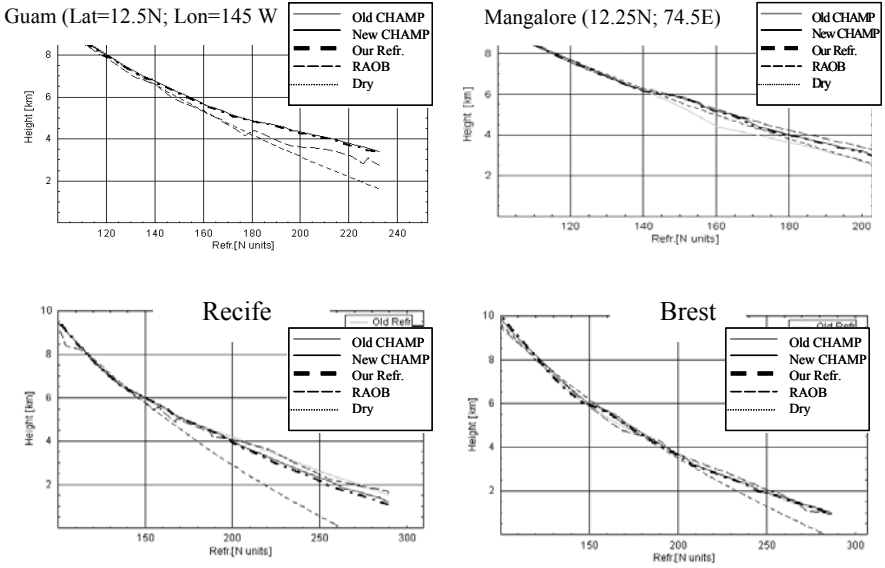 Guam (Lat=12.5N; Lon=145 W
Old CHAMP
New CHAMP
Our Refr.
RAOB
Dry
8
6
4
2
Height [km]
120 140 160 180 200 220 240
Refr.[N units]
Mangalore (12.25N; 74.5E)
Old CHAMP
New CHAMP
Our Refr.
RAOB
Dry
8
6
4
2
Height [km]
120 140 160 180 200
Refr.[N units]
Recife
Old Refr
Old CHAMP
New CHAMP
Our Refr.
RAOB
Dry
10
8
6
4
2
Height [km]
150 200 250 300
Refr.[N units]
Brest
Old CHAMP
New CHAMP
Our Refr.
RAOB
Dry
10
8
6
4
2
Height [km]
150 200 250 300
Refr.[N units]